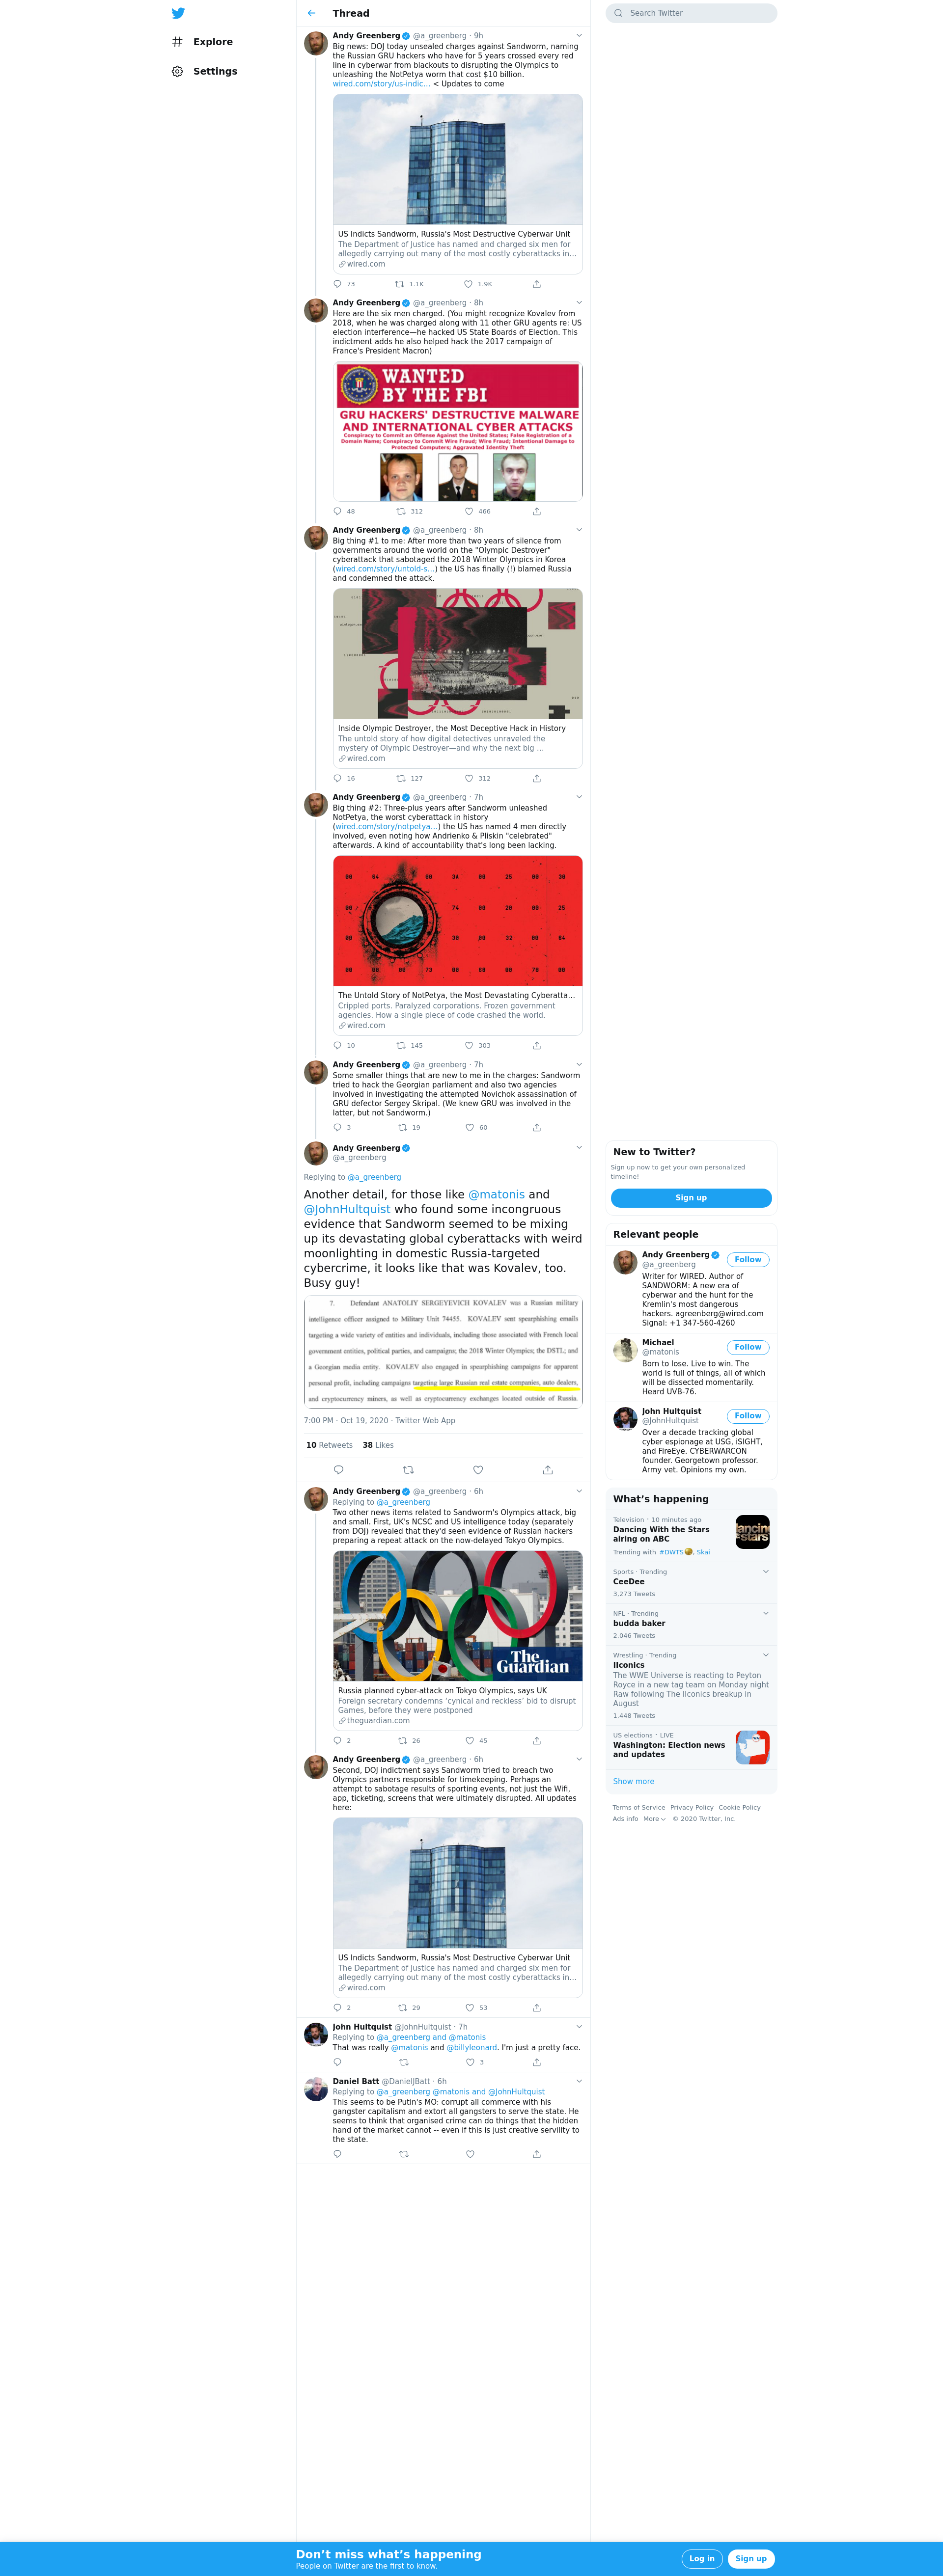 Explore
Settings
Thread
Search Twitter
Andy Greenberg @a_greenberg · 9h
Big news: DOJ today unsealed charges against Sandworm, naming
the Russian GRU hackers who have for 5 years crossed every red
line in cyberwar from blackouts to disrupting the Olympics to
unleashing the NotPetya worm that cost $10 billion.
wired.com/story/us-indic… < Updates to come
US Indicts Sandworm, Russia's Most Destructive Cyberwar Unit
The Department of Justice has named and charged six men for
allegedly carrying out many of the most costly cyberattacks in…
wired.com
73 1.1K 1.9K
Andy Greenberg @a_greenberg · 8h
Here are the six men charged. (You might recognize Kovalev from
2018, when he was charged along with 11 other GRU agents re: US
election interference—he hacked US State Boards of Election. This
indictment adds he also helped hack the 2017 campaign of
France's President Macron)
WANTED
BY THE FBI
GRU HACKERS' DESTRUCTIVE MALWARE
AND INTERNATIONAL CYBER ATTACKS
Conspiracy to Commit an Offense Against the United States; False Registration of a
Domain Name; Conspiracy to Commit Wire Fraud; Wire Fraud; Intentional Damage to
Protected Computers; Aggravated Identity Theft
48 312 466
Andy Greenberg @a_greenberg · 8h
Big thing #1 to me: After more than two years of silence from
governments around the world on the "Olympic Destroyer"
cyberattack that sabotaged the 2018 Winter Olympics in Korea
(wired.com/story/untold-s…) the US has finally (!) blamed Russia
and condemned the attack.
Inside Olympic Destroyer, the Most Deceptive Hack in History
The untold story of how digital detectives unraveled the
mystery of Olympic Destroyer—and why the next big …
wired.com
16 127 312
Andy Greenberg @a_greenberg · 7h
Big thing #2: Three-plus years after Sandworm unleashed
NotPetya, the worst cyberattack in history
(wired.com/story/notpetya…) the US has named 4 men directly
involved, even noting how Andrienko & Pliskin "celebrated"
afterwards. A kind of accountability that's long been lacking.
The Untold Story of NotPetya, the Most Devastating Cyberatta…
Crippled ports. Paralyzed corporations. Frozen government
agencies. How a single piece of code crashed the world.
wired.com
10 145 303
Andy Greenberg @a_greenberg · 7h
Some smaller things that are new to me in the charges: Sandworm
tried to hack the Georgian parliament and also two agencies
involved in investigating the attempted Novichok assassination of
GRU defector Sergey Skripal. (We knew GRU was involved in the
latter, but not Sandworm.)
3 19 60
Andy Greenberg
@a_greenberg
Replying to @a_greenberg
Another detail, for those like @matonis and
@JohnHultquist who found some incongruous
evidence that Sandworm seemed to be mixing
up its devastating global cyberattacks with weird
moonlighting in domestic Russia-targeted
cybercrime, it looks like that was Kovalev, too.
Busy guy!
7. Defendant ANATOLIY SERGEYEVICH KOVALEV was a Russian military
intelligence officer assigned to Military Unit 74455. KOVALEV sent spearphishing emails
targeting a wide variety of entities and individuals, including those associated with French local
government entities, political parties, and campaigns; the 2018 Winter Olympics; the DSTL; and
a Georgian media entity. KOVALEV also engaged in spearphishing campaigns for apparent
personal profit, including campaigns targeting large Russian real estate companies, auto dealers,
and cryptocurrency miners, as well as cryptocurrency exchanges located outside of Russia.
7:00 PM · Oct 19, 2020 · Twitter Web App
10 Retweets 38 Likes
Andy Greenberg @a_greenberg · 6h
Replying to @a_greenberg
Two other news items related to Sandworm's Olympics attack, big
and small. First, UK's NCSC and US intelligence today (separately
from DOJ) revealed that they'd seen evidence of Russian hackers
preparing a repeat attack on the now-delayed Tokyo Olympics.
The
Guardian
Russia planned cyber-attack on Tokyo Olympics, says UK
Foreign secretary condemns ‘cynical and reckless’ bid to disrupt
Games, before they were postponed
theguardian.com
2 26 45
Andy Greenberg @a_greenberg · 6h
Second, DOJ indictment says Sandworm tried to breach two
Olympics partners responsible for timekeeping. Perhaps an
attempt to sabotage results of sporting events, not just the Wifi,
app, ticketing, screens that were ultimately disrupted. All updates
here:
US Indicts Sandworm, Russia's Most Destructive Cyberwar Unit
The Department of Justice has named and charged six men for
allegedly carrying out many of the most costly cyberattacks in…
wired.com
2 29 53
John Hultquist @JohnHultquist · 7h
Replying to @a_greenberg and @matonis
That was really @matonis and @billyleonard. I'm just a pretty face.
3
Daniel Batt @DanielJBatt · 6h
Replying to @a_greenberg @matonis and @JohnHultquist
This seems to be Putin's MO: corrupt all commerce with his
gangster capitalism and extort all gangsters to serve the state. He
seems to think that organised crime can do things that the hidden
hand of the market cannot -- even if this is just creative servility to
the state.
New to Twitter?
Sign up now to get your own personalized
timeline!
Sign up
Relevant people
Andy Greenberg
@a_greenberg
Follow
Writer for WIRED. Author of
SANDWORM: A new era of
cyberwar and the hunt for the
Kremlin's most dangerous
hackers. agreenberg@wired.com
Signal: +1 347-560-4260
Michael
@matonis
Follow
Born to lose. Live to win. The
world is full of things, all of which
will be dissected momentarily.
Heard UVB-76.
John Hultquist
@JohnHultquist
Follow
Over a decade tracking global
cyber espionage at USG, iSIGHT,
and FireEye. CYBERWARCON
founder. Georgetown professor.
Army vet. Opinions my own.
What’s happening
Television · 10 minutes ago
Dancing With the Stars
airing on ABC
Trending with #DWTS, Skai
Sports · Trending
CeeDee
3,273 Tweets
NFL · Trending
budda baker
2,046 Tweets
Wrestling · Trending
IIconics
The WWE Universe is reacting to Peyton
Royce in a new tag team on Monday night
Raw following The IIconics breakup in
August
1,448 Tweets
US elections · LIVE
Washington: Election news
and updates
Show more
Terms of Service Privacy Policy Cookie Policy
Ads info More © 2020 Twitter, Inc.
Don’t miss what’s happening
People on Twitter are the first to know.
Log in
Sign up